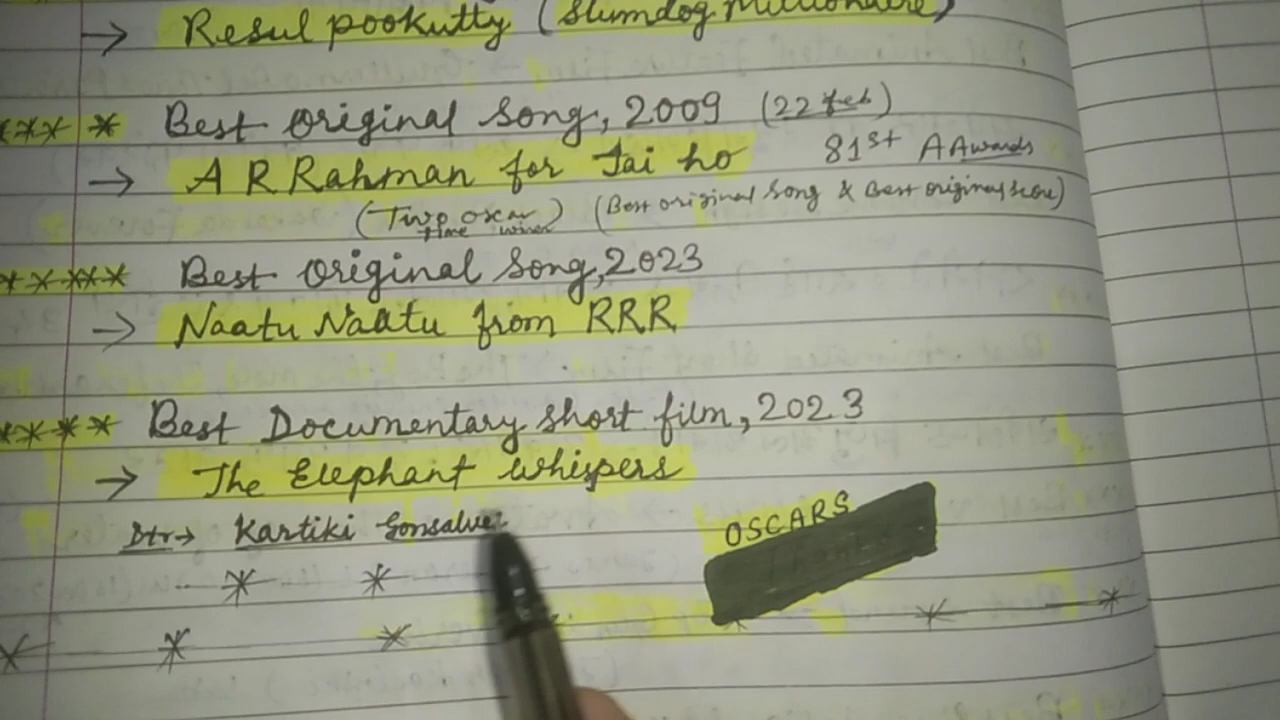 → Resul pookutty (Slumdog Millionaire)
*** * Best original song, 2009 (22 feb)
→ A R Rahman for Jai ho 81st A Awards
(Two oscar time winer) (Best original song & Best original score)
***** Best original song, 2023
→ Naatu Naatu from RRR
**** Best Documentary short film, 2023
→ The Elephant whispers
Dtr→ Kartiki Gonsalves
OSCARS